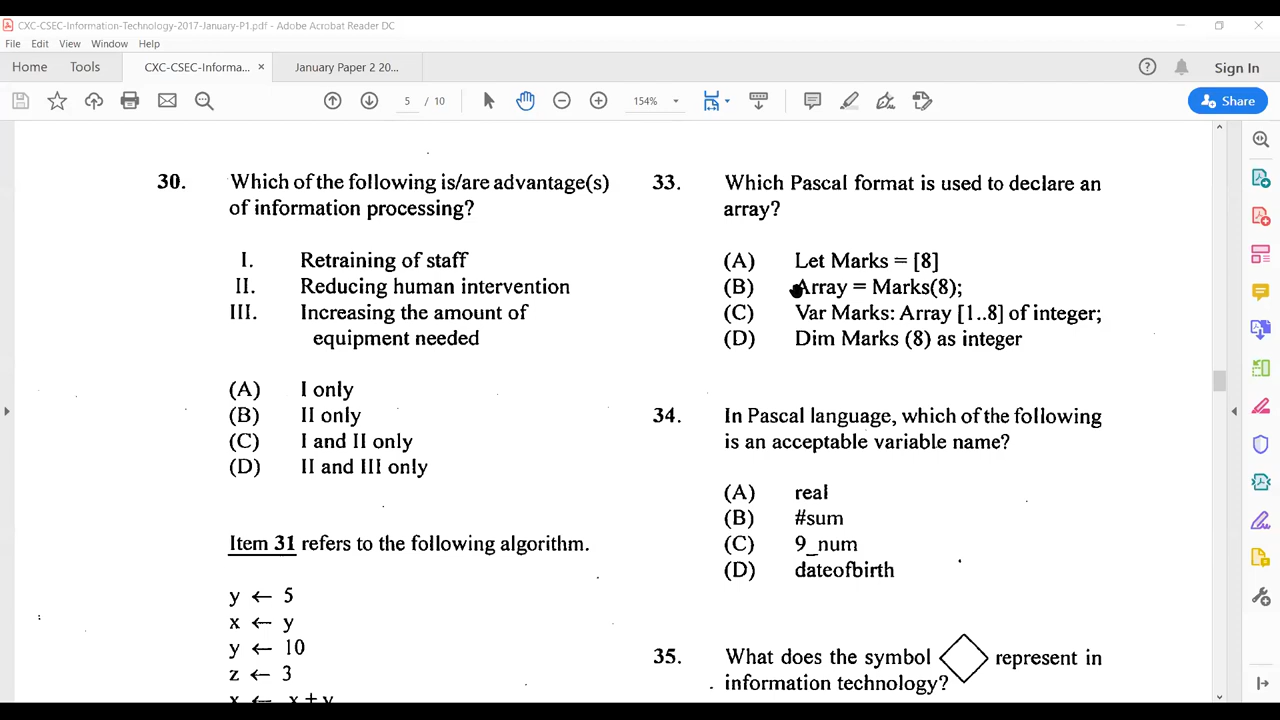 CXC-CSEC-Information-Technology-2017-January-P1.pdf - Adobe Acrobat Reader DC
File Edit View Window Help
Home Tools CXC-CSEC-Informa... × January Paper 2 20... Sign In
5 / 10 154% Share
30. Which of the following is/are advantage(s)
of information processing?
I. Retraining of staff
II. Reducing human intervention
III. Increasing the amount of
equipment needed
(A) I only
(B) II only
(C) I and II only
(D) II and III only
Item 31 refers to the following algorithm.
y ← 5
x ← y
y ← 10
z ← 3
x ← x + y
33. Which Pascal format is used to declare an
array?
(A) Let Marks = [8]
(B) Array = Marks(8);
(C) Var Marks: Array [1..8] of integer;
(D) Dim Marks (8) as integer
34. In Pascal language, which of the following
is an acceptable variable name?
(A) real
(B) #sum
(C) 9_num
(D) dateofbirth
35. What does the symbol represent in
information technology?